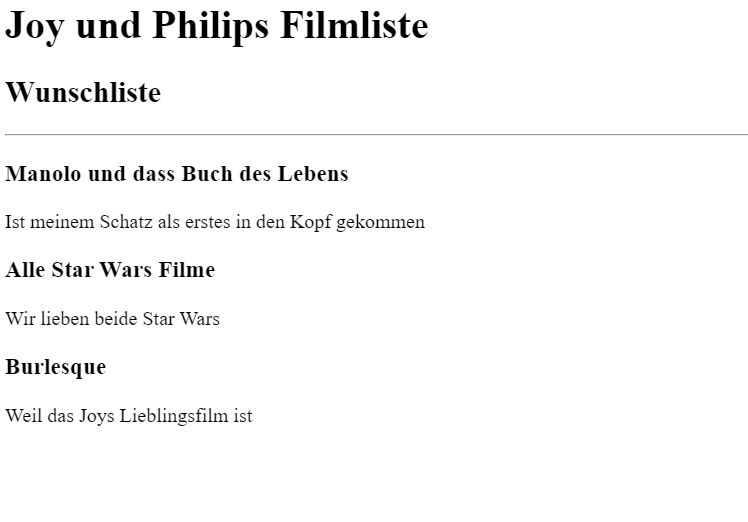 Joy und Philips Filmliste
Wunschliste
Manolo und dass Buch des Lebens
Ist meinem Schatz als erstes in den Kopf gekommen
Alle Star Wars Filme
Wir lieben beide Star Wars
Burlesque
Weil das Joys Lieblingsfilm ist